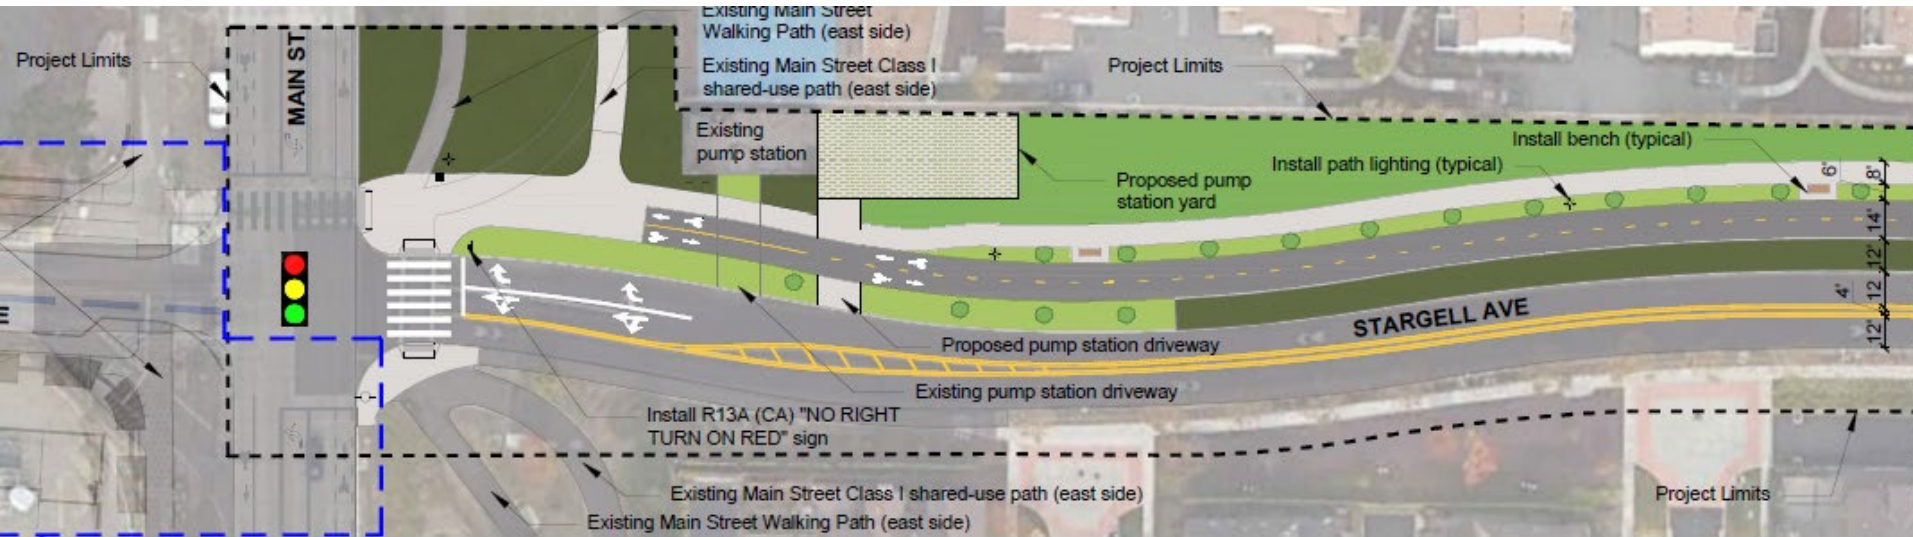 Existing Main Street
Walking Path (east side)
Project Limits
MAIN ST
Existing Main Street Class I
shared-use path (east side)
Project Limits
Existing
pump station
Install bench (typical)
Install path lighting (typical)
Proposed pump
station yard
6'
8'
14'
12'
12
4'
12'
STARGELL AVE
Proposed pump station driveway
Existing pump station driveway
Install R13A (CA) "NO RIGHT
TURN ON RED" sign
Existing Main Street Class I shared-use path (east side)
Existing Main Street Walking Path (east side)
Project Limits
E